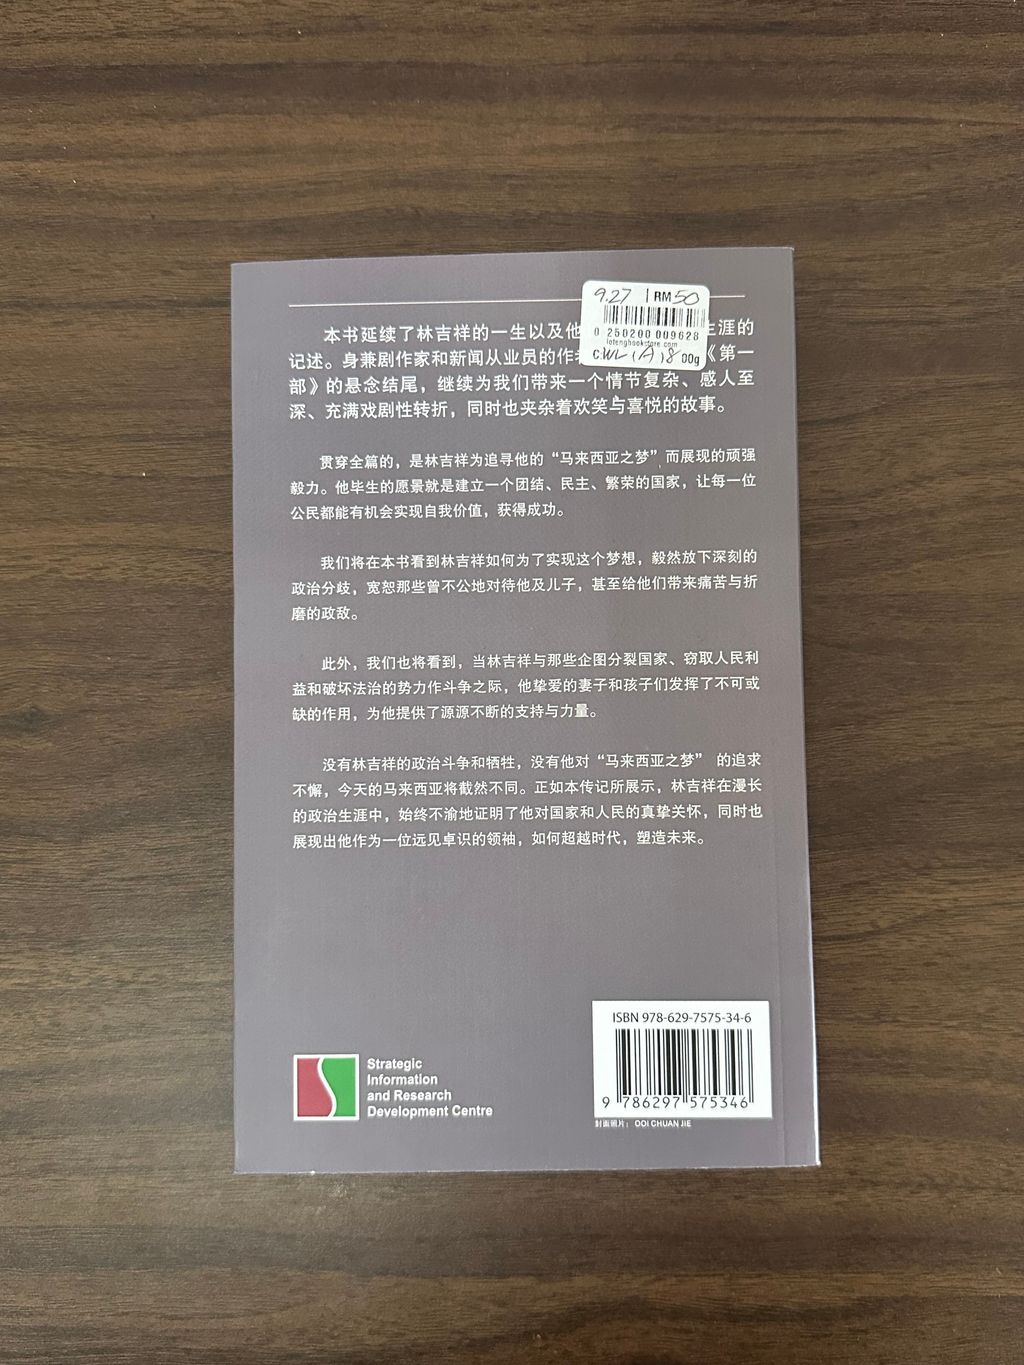 9.27 RM50
0 250200 009628
lotenghookstore.com
C.WL (A) 800g
本书延续了林吉祥的一生以及他 生涯的
记述。身兼剧作家和新闻从业员的作 《第一
部》的悬念结尾，继续为我们带来一个情节复杂、感人至
深、充满戏剧性转折，同时也夹杂着欢笑与喜悦的故事。
贯穿全篇的，是林吉祥为追寻他的“马来西亚之梦”，而展现的顽强
毅力。他毕生的愿景就是建立一个团结、民主、繁荣的国家，让每一位
公民都能有机会实现自我价值，获得成功。
我们将在本书看到林吉祥如何为了实现这个梦想，毅然放下深刻的
政治分歧，宽恕那些曾不公地对待他及儿子，甚至给他们带来痛苦与折
磨的政敌。
此外，我们也将看到，当林吉祥与那些企图分裂国家、窃取人民利
益和破坏法治的势力作斗争之际，他挚爱的妻子和孩子们发挥了不可或
缺的作用，为他提供了源源不断的支持与力量。
没有林吉祥的政治斗争和牺牲，没有他对“马来西亚之梦” 的追求
不懈，今天的马来西亚将截然不同。正如本传记所展示，林吉祥在漫长
的政治生涯中，始终不渝地证明了他对国家和人民的真挚关怀，同时也
展现出他作为一位远见卓识的领袖，如何超越时代，塑造未来。
Strategic
Information
and Research
Development Centre
ISBN 978-629-7575-34-6
9 786297 575346
封面照片： OOI CHUAN JIE